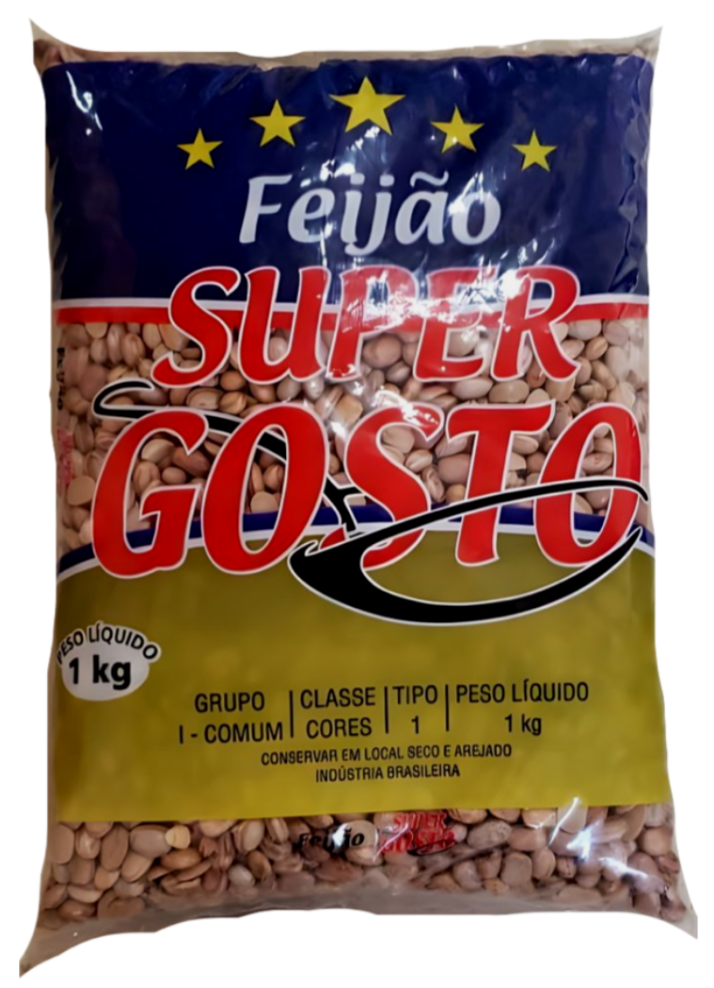 Feijão
SUPER
GOSTO
PESO LÍQUIDO
1 kg
GRUPO
I - COMUM
CLASSE
CORES
TIPO
1
PESO LÍQUIDO
1 kg
CONSERVAR EM LOCAL SECO E AREJADO
INDÚSTRIA BRASILEIRA
Feijão SUPER
GOSTO